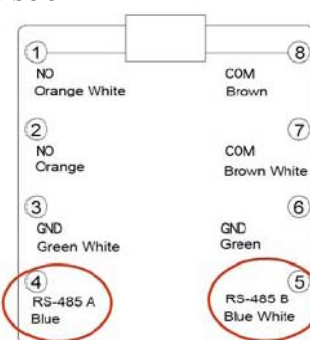 1
NO
Orange White
8
COM
Brown
2
NO
Orange
7
COM
Brown White
3
GND
Green White
6
GND
Green
4
RS-485 A
Blue
5
RS-485 B
Blue White